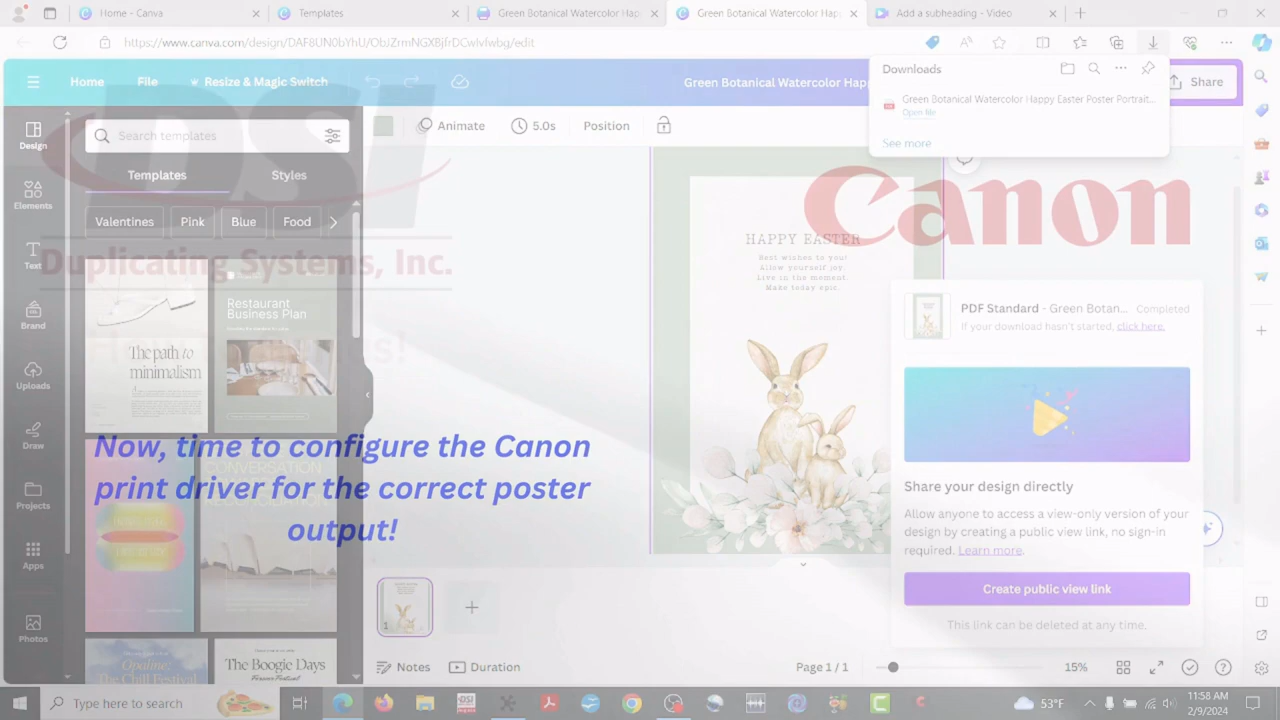 Home - Canva
Templates
Green Botanical Watercolor Hap
Green Botanical Watercolor Hap
Add a subheading - Video
https://www.canva.com/design/DAF8UN0bYhU/ObJZrmNGXBjfrDCwlvlwbg/edit
Home
File
Resize & Magic Switch
Green Botanical Watercolor Happ
Share
Downloads
Green Botanical Watercolor Happy Easter Poster Portrait...
Open file
See more
Design
Elements
Text
Brand
Uploads
Draw
Projects
Apps
Photos
Search templates
Templates
Styles
Valentines
Pink
Blue
Food
Animate
5.0s
Position
DSI
Duplicating Systems, Inc.
Canon
Restaurant
Business Plan
The path to
minimalism
CONVERSATION
Opaline:
The Chill Festival
The Boogie Days
HAPPY EASTER
Best wishes to you!
Allow yourself joy.
Live in the moment.
Make today epic.
Now, time to configure the Canon
print driver for the correct poster
output!
PDF Standard - Green Botan...
Completed
If your download hasn't started, click here.
Share your design directly
Allow anyone to access a view-only version of your
design by creating a public view link, no sign-in
required. Learn more.
Create public view link
This link can be deleted at any time.
1
Notes
Duration
Page 1 / 1
15%
Type here to search
53°F
11:58 AM
2/9/2024